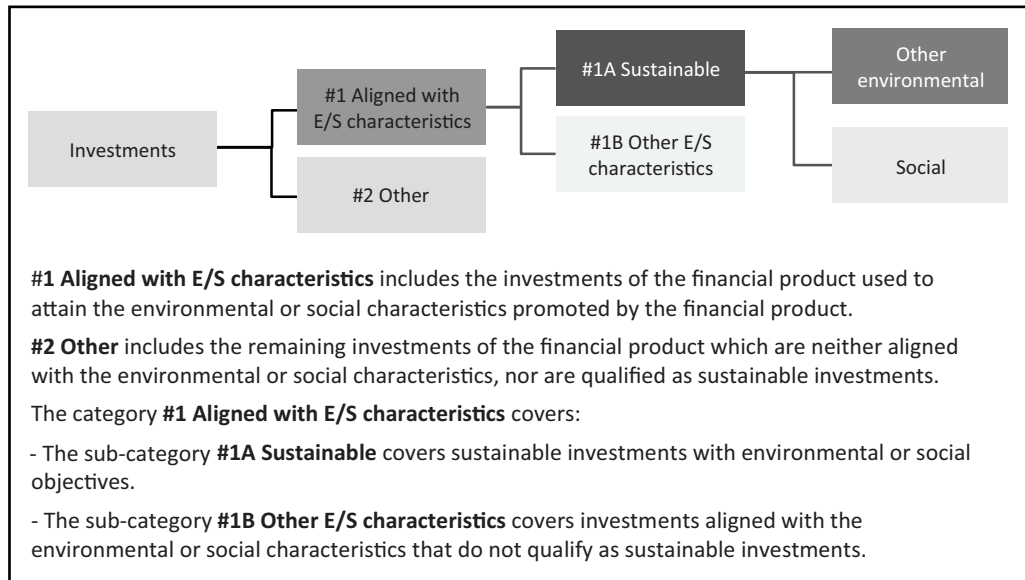 Investments
#1 Aligned with
E/S characteristics
#2 Other
#1A Sustainable
#1B Other E/S
characteristics
Other
environmental
Social
#1 Aligned with E/S characteristics includes the investments of the financial product used to
attain the environmental or social characteristics promoted by the financial product.
#2 Other includes the remaining investments of the financial product which are neither aligned
with the environmental or social characteristics, nor are qualified as sustainable investments.
The category #1 Aligned with E/S characteristics covers:
- The sub-category #1A Sustainable covers sustainable investments with environmental or social
objectives.
- The sub-category #1B Other E/S characteristics covers investments aligned with the
environmental or social characteristics that do not qualify as sustainable investments.